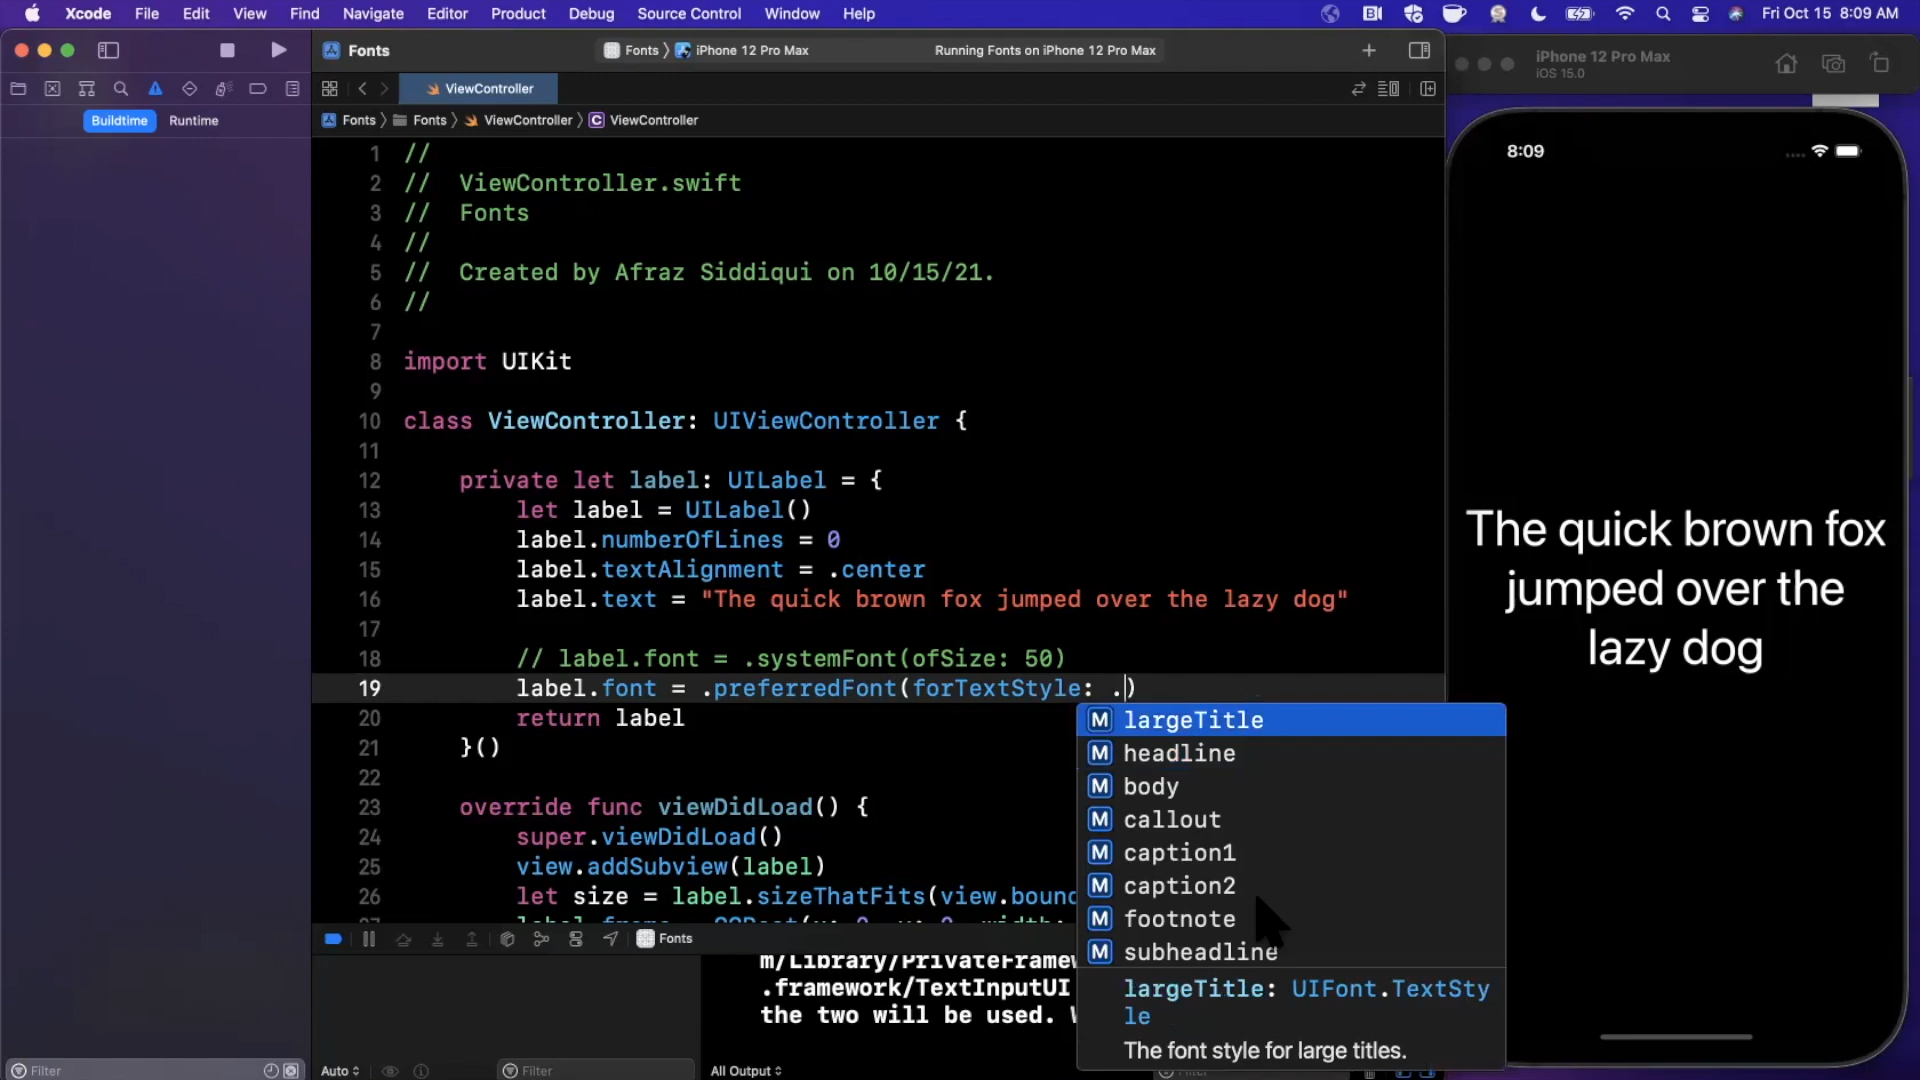 Xcode File Edit View Find Navigate Editor Product Debug Source Control Window Help Fri Oct 15 8:09 AM
Fonts Fonts 〉 iPhone 12 Pro Max Running Fonts on iPhone 12 Pro Max
iPhone 12 Pro Max
iOS 15.0
ViewController
Buildtime Runtime
Fonts 〉 Fonts 〉 ViewController 〉 C ViewController
1 //
2 //  ViewController.swift
3 //  Fonts
4 //
5 //  Created by Afraz Siddiqui on 10/15/21.
6 //
7
8 import UIKit
9
10 class ViewController: UIViewController {
11
12     private let label: UILabel = {
13         let label = UILabel()
14         label.numberOfLines = 0
15         label.textAlignment = .center
16         label.text = "The quick brown fox jumped over the lazy dog"
17
18         // label.font = .systemFont(ofSize: 50)
19         label.font = .preferredFont(forTextStyle: .)
20         return label
21     }()
22
23     override func viewDidLoad() {
24         super.viewDidLoad()
25         view.addSubview(label)
26         let size = label.sizeThatFits(view.bound
M largeTitle
M headline
M body
M callout
M caption1
M caption2
M footnote
M subheadline
largeTitle: UIFont.TextSty
le
The font style for large titles.
Fonts
m/Library/PrivateFramew
.framework/TextInputUI
the two will be used.
Filter Auto Filter All Output Filter
8:09
The quick brown fox
jumped over the
lazy dog